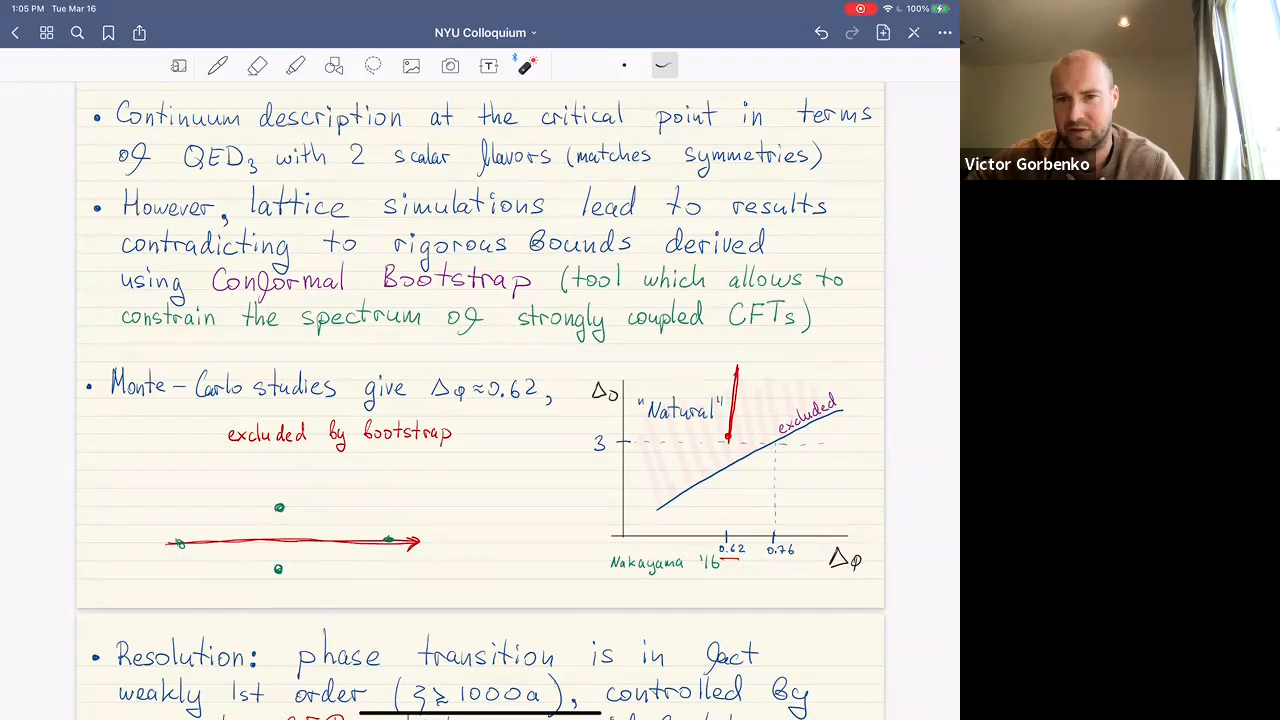 1:05 PM Tue Mar 16
100%
NYU Colloquium
T
Victor Gorbenko
• Continuum description at the critical point in terms
of QED3 with 2 scalar flavors (matches symmetries)
• However, lattice simulations lead to results
contradicting to rigorous bounds derived
using Conformal Bootstrap (tool which allows to
constrain the spectrum of strongly coupled CFTs)
• Monte-Carlo studies give Δφ≈0.62,
excluded by bootstrap
ΔO
"Natural"
excluded
3
0.62
0.76
Nakayama '16
Δφ
• Resolution: phase transition is in fact
weakly 1st order (ξ≳1000a), controlled by